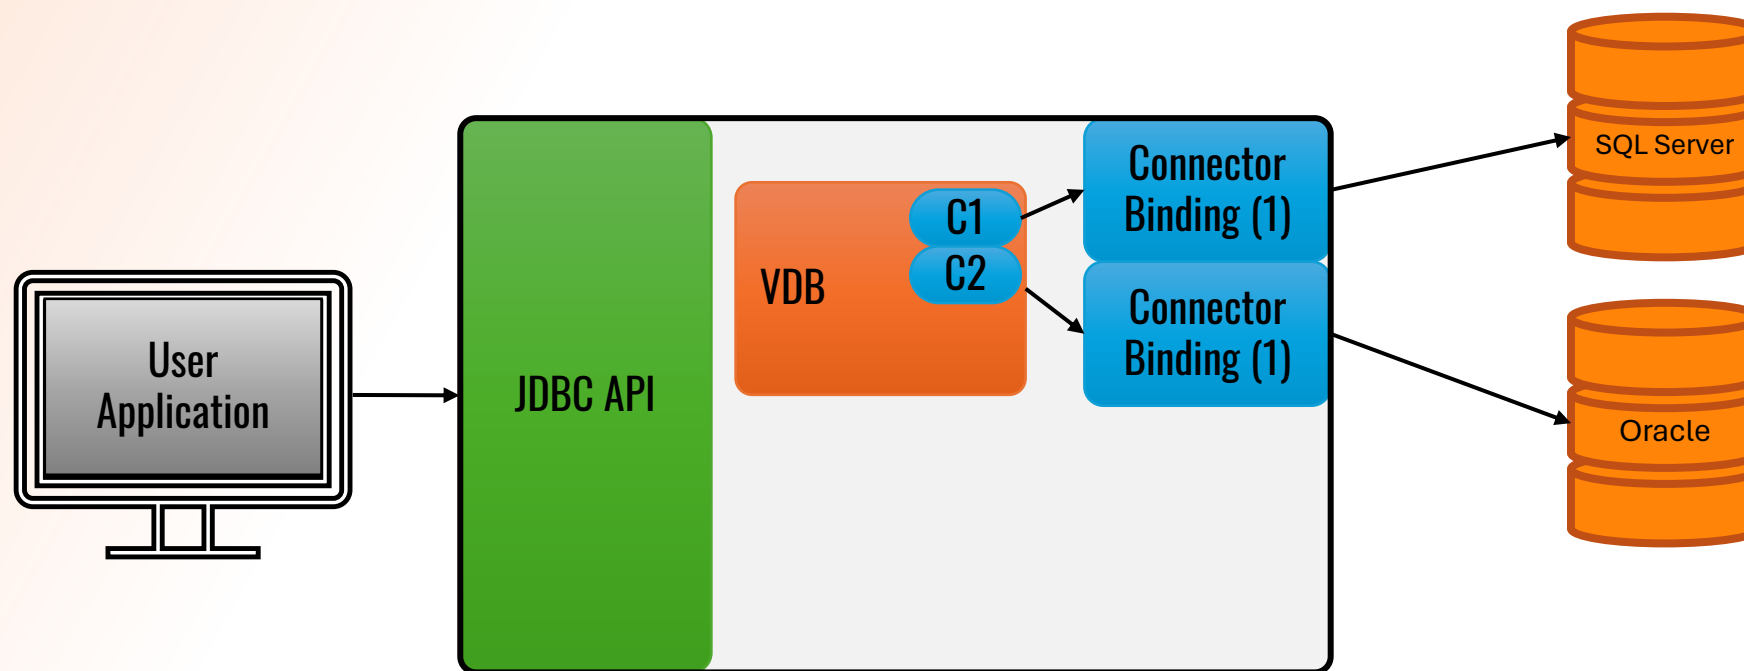 User
Application
JDBC API
VDB
C1
C2
Connector
Binding (1)
Connector
Binding (1)
SQL Server
Oracle